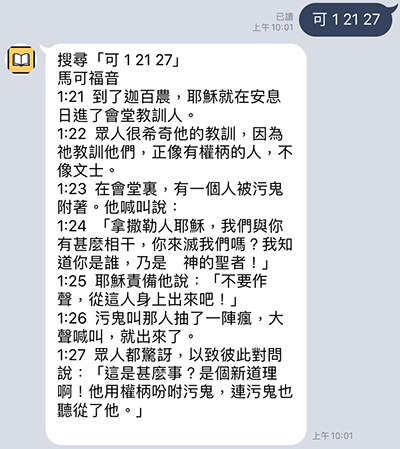 已讀
上午 10:01
可 1 21 27
搜尋「可 1 21 27」
馬可福音
1:21 到了迦百農，耶穌就在安息
日進了會堂教訓人。
1:22 眾人很希奇他的教訓，因為
祂教訓他們，正像有權柄的人，不
像文士。
1:23 在會堂裏，有一個人被污鬼
附著。他喊叫說：
1:24 「拿撒勒人耶穌，我們與你
有甚麼相干，你來滅我們嗎？我知
道你是誰，乃是　神的聖者！」
1:25 耶穌責備他說：「不要作
聲，從這人身上出來吧！」
1:26 污鬼叫那人抽了一陣瘋，大
聲喊叫，就出來了。
1:27 眾人都驚訝，以致彼此對問
說：「這是甚麼事？是個新道理
啊！他用權柄吩咐污鬼，連污鬼也
聽從了他。」
上午 10:01